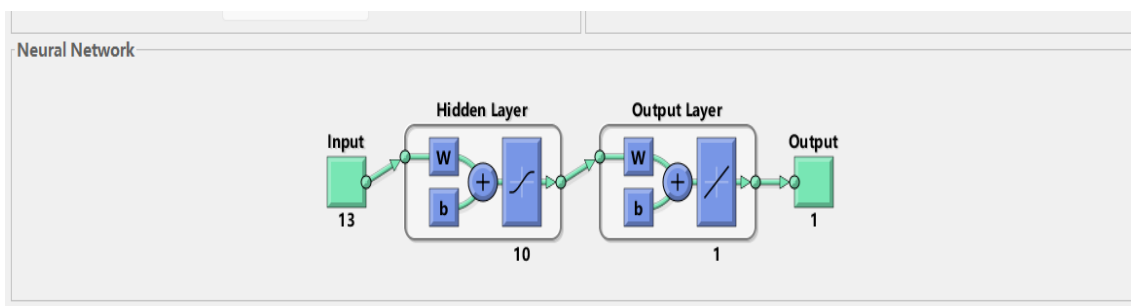 Neural Network
Hidden Layer
Output Layer
Input
Output
W
W
+
+
b
b
13
1
10
1